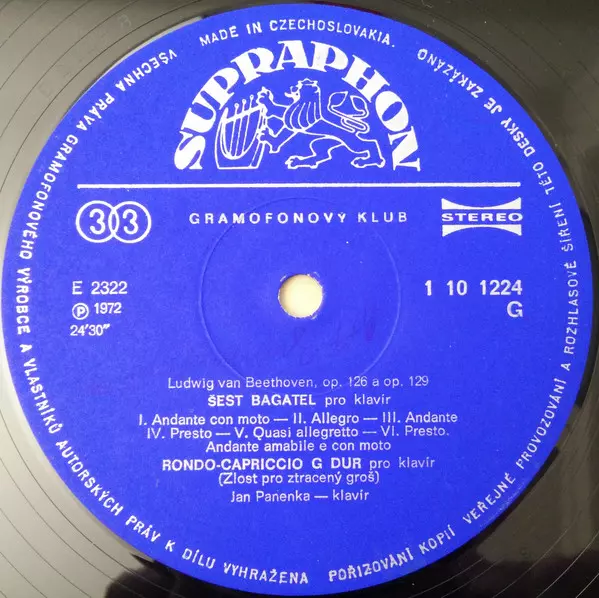 MADE IN CZECHOSLOVAKIA.
VŠECHNA PRÁVA GRAMOFONOVÉHO VÝROBCE A VLASTNÍKŮ AUTORSKÝCH PRÁV K DÍLU VYHRAŽENA
POŘIZOVÁNÍ KOPIÍ VEŘEJNÉ PROVOZOVÁNÍ A ROZHLASOVÉ ŠÍŘENÍ TÉTO DESKY JE ZAKÁZÁNO
SUPRAPHON
33
GRAMOFONOVÝ KLUB
STEREO
E 2322
Ⓟ 1972
24'30"
1 10 1224
G
Ludwig van Beethoven, op. 126 a op. 129
ŠEST BAGATEL pro klavír
I. Andante con moto — II. Allegro — III. Andante
IV. Presto — V. Quasi allegretto — VI. Presto.
Andante amabile e con moto
RONDO-CAPRICCIO G DUR pro klavír
(Zlost pro ztracený groš)
Jan Panenka — klavír